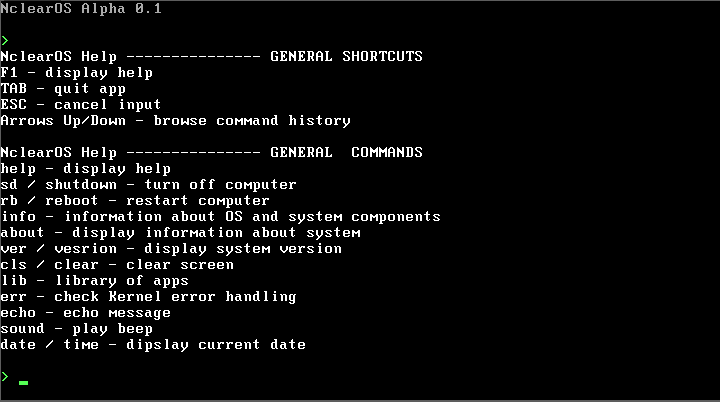 NclearOS Alpha 0.1
>
NclearOS Help --------------- GENERAL SHORTCUTS
F1 - display help
TAB - quit app
ESC - cancel input
Arrows Up/Down - browse command history
NclearOS Help --------------- GENERAL  COMMANDS
help - display help
sd / shutdown - turn off computer
rb / reboot - restart computer
info - information about OS and system components
about - display information about system
ver / vesrion - display system version
cls / clear - clear screen
lib - library of apps
err - check Kernel error handling
echo - echo message
sound - play beep
date / time - dipslay current date
> _